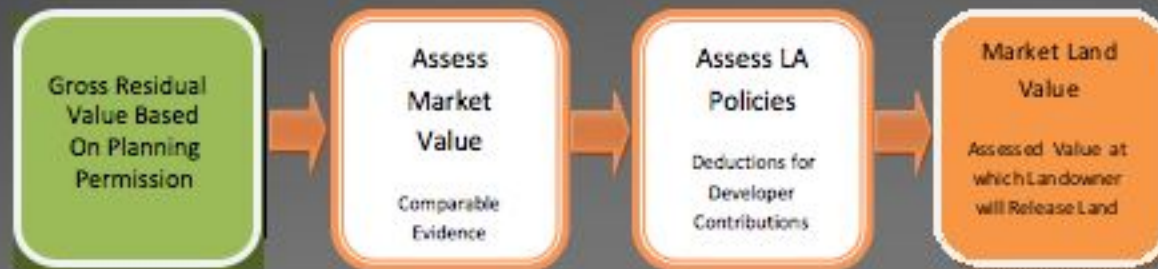 Gross Residual
Value Based
On Planning
Permission
Assess
Market
Value
Comparable
Evidence
Assess LA
Policies
Deductions for
Developer
Contributions
Market Land
Value
Assessed Value at
which Landowner
will Release Land